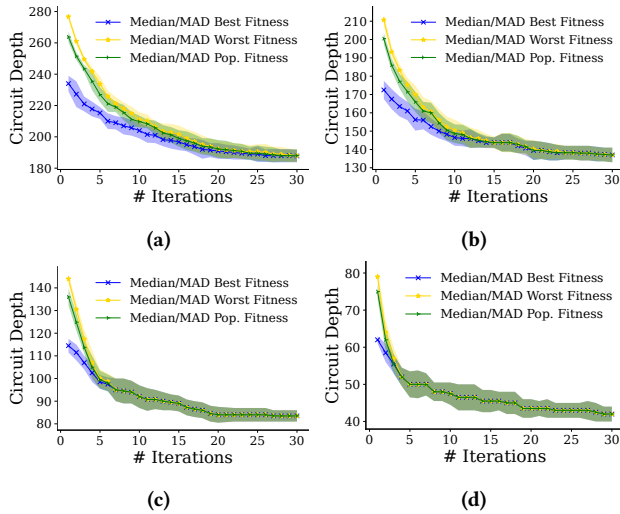 280
260
240
220
200
180
Circuit Depth
Median/MAD Best Fitness
Median/MAD Worst Fitness
Median/MAD Pop. Fitness
0 5 10 15 20 25 30
# Iterations
(a)
210
200
190
180
170
160
150
140
130
Circuit Depth
Median/MAD Best Fitness
Median/MAD Worst Fitness
Median/MAD Pop. Fitness
0 5 10 15 20 25 30
# Iterations
(b)
140
130
120
110
100
90
80
Circuit Depth
Median/MAD Best Fitness
Median/MAD Worst Fitness
Median/MAD Pop. Fitness
0 5 10 15 20 25 30
# Iterations
(c)
80
70
60
50
40
Circuit Depth
Median/MAD Best Fitness
Median/MAD Worst Fitness
Median/MAD Pop. Fitness
0 5 10 15 20 25 30
# Iterations
(d)